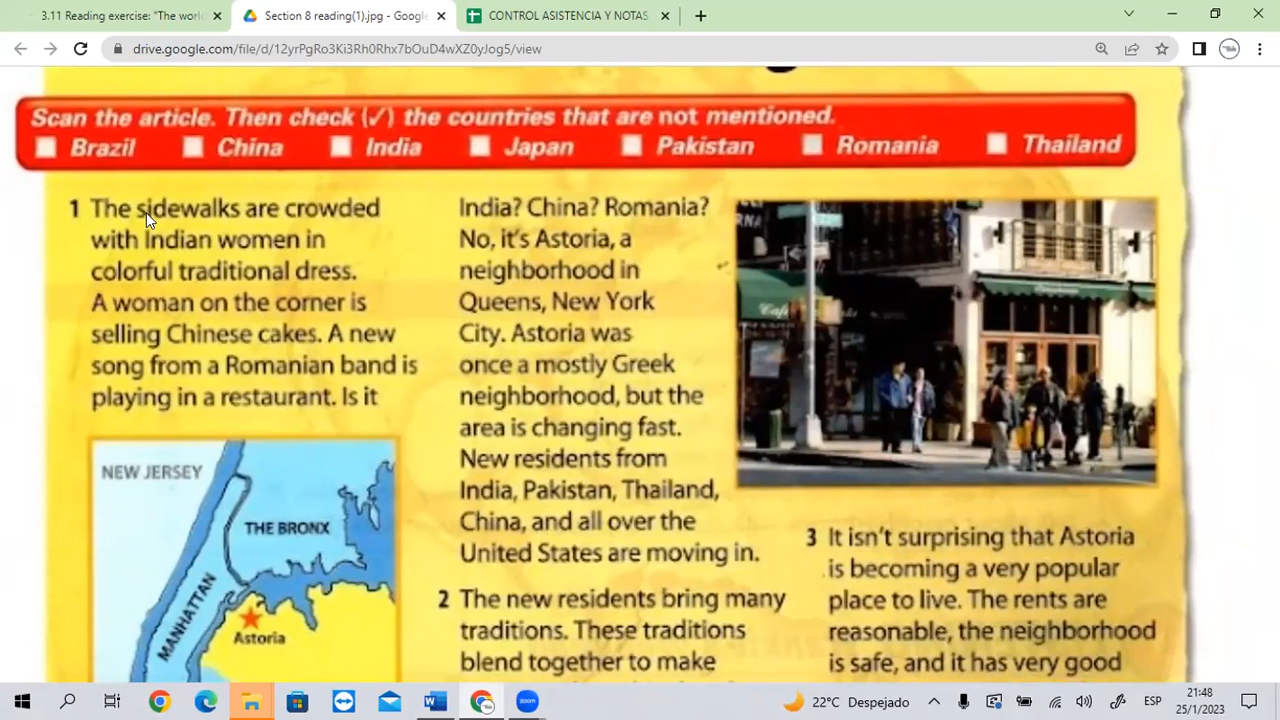 3.11 Reading exercise: "The worl
Section 8 reading(1).jpg - Google
CONTROL ASISTENCIA Y NOTAS
drive.google.com/file/d/12yrPgRo3Ki3Rh0Rhx7bOuD4wXZ0yJog5/view
Scan the article. Then check (✓) the countries that are not mentioned.
Brazil China India Japan Pakistan Romania Thailand
1 The sidewalks are crowded
with Indian women in
colorful traditional dress.
A woman on the corner is
selling Chinese cakes. A new
song from a Romanian band is
playing in a restaurant. Is it
India? China? Romania?
No, it's Astoria, a
neighborhood in
Queens, New York
City. Astoria was
once a mostly Greek
neighborhood, but the
area is changing fast.
New residents from
India, Pakistan, Thailand,
China, and all over the
United States are moving in.
2 The new residents bring many
traditions. These traditions
blend together to make
3 It isn't surprising that Astoria
is becoming a very popular
place to live. The rents are
reasonable, the neighborhood
is safe, and it has very good
NEW JERSEY
THE BRONX
MANHATTAN
Astoria
zoom
22°C Despejado
ESP
21:48
25/1/2023